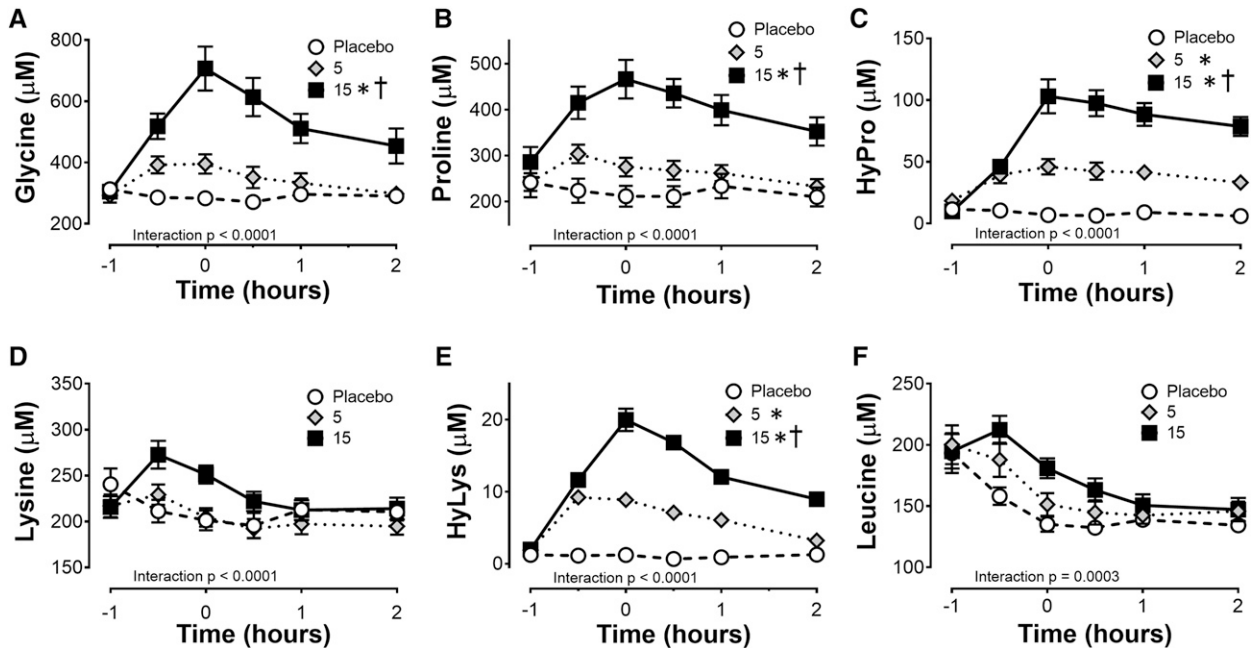 A
Glycine (μM)
800
600
400
200
Placebo
5
15 * †
Interaction p < 0.0001
-1
0
1
2
Time (hours)
B
Proline (μM)
500
400
300
200
Placebo
5
15 * †
Interaction p < 0.0001
-1
0
1
2
Time (hours)
C
HyPro (μM)
150
100
50
0
Placebo
5 *
15 * †
Interaction p < 0.0001
-1
0
1
2
Time (hours)
D
Lysine (μM)
350
300
250
200
150
Placebo
5
15
Interaction p < 0.0001
-1
0
1
2
Time (hours)
E
HyLys (μM)
20
10
0
Placebo
5 *
15 * †
Interaction p < 0.0001
-1
0
1
2
Time (hours)
F
Leucine (μM)
250
200
150
100
Placebo
5
15
Interaction p = 0.0003
-1
0
1
2
Time (hours)